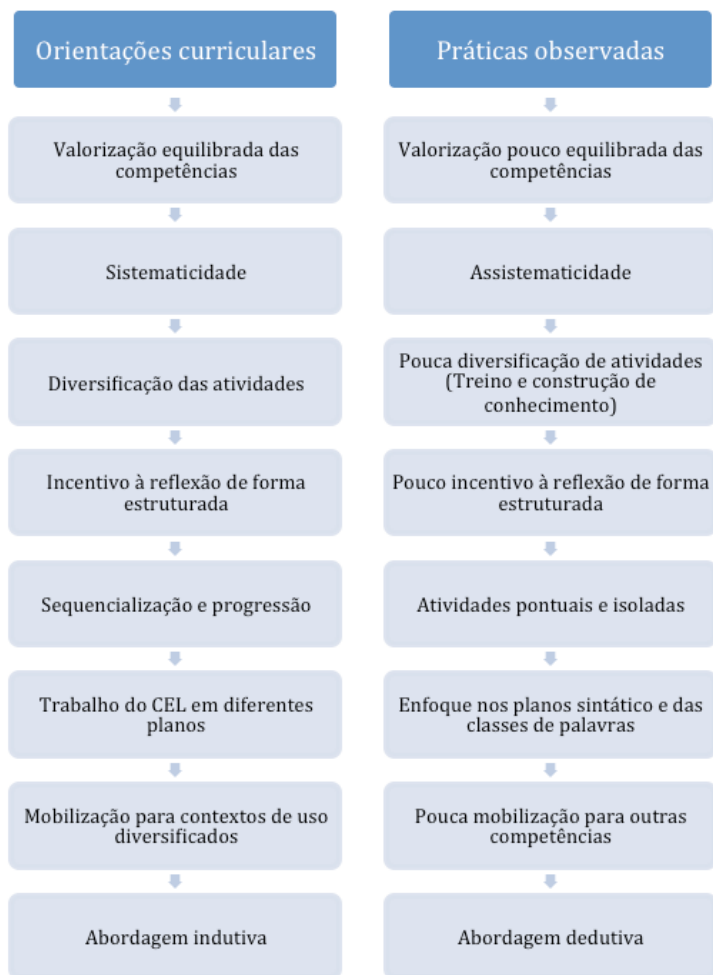 Orientações curriculares
Valorização equilibrada das
competências
Sistematicidade
Diversificação das atividades
Incentivo à reflexão de forma
estruturada
Sequencialização e progressão
Trabalho do CEL em diferentes
planos
Mobilização para contextos de uso
diversificados
Abordagem indutiva
Práticas observadas
Valorização pouco equilibrada das
competências
Assistematicidade
Pouca diversificação de atividades
(Treino e construção de
conhecimento)
Pouco incentivo à reflexão de forma
estruturada
Atividades pontuais e isoladas
Enfoque nos planos sintático e das
classes de palavras
Pouca mobilização para outras
competências
Abordagem dedutiva